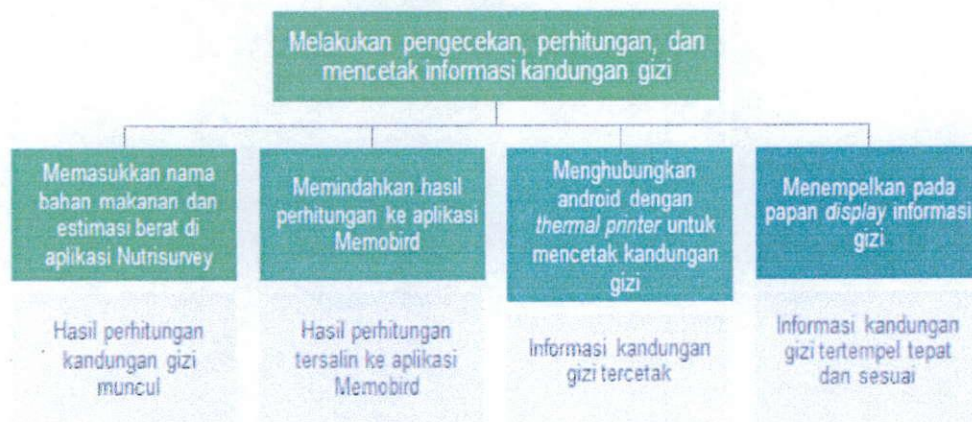 Melakukan pengecekan, perhitungan, dan
mencetak informasi kandungan gizi
Memasukkan nama
bahan makanan dan
estimasi berat di
aplikasi Nutrisurvey
Hasil perhitungan
kandungan gizi
muncul
Memindahkan hasil
perhitungan ke aplikasi
Memobird
Hasil perhitungan
tersalin ke aplikasi
Memobird
Menghubungkan
android dengan
thermal printer untuk
mencetak kandungan
gizi
Informasi kandungan
gizi tercetak
Menempelkan pada
papan display informasi
gizi
Informasi kandungan
gizi tertempel tepat
dan sesuai